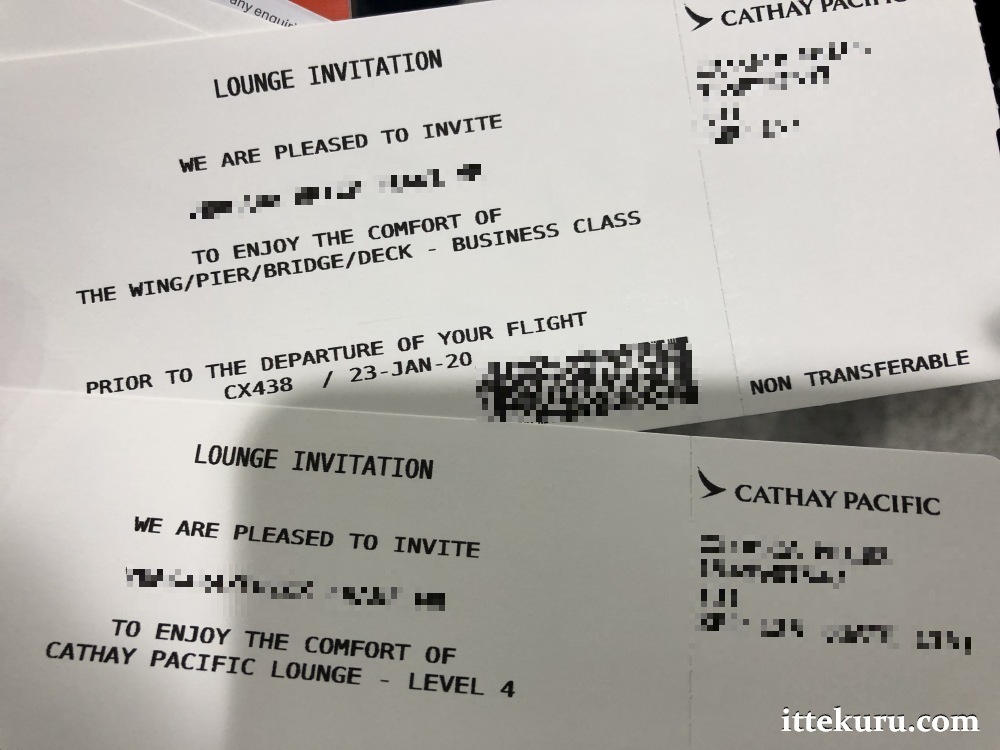 any enquiri
CATHAY PACIFIC
LOUNGE INVITATION
WE ARE PLEASED TO INVITE
TO ENJOY THE COMFORT OF
THE WING/PIER/BRIDGE/DECK - BUSINESS CLASS
PRIOR TO THE DEPARTURE OF YOUR FLIGHT
CX438 / 23-JAN-20
NON TRANSFERABLE
LOUNGE INVITATION
CATHAY PACIFIC
WE ARE PLEASED TO INVITE
TO ENJOY THE COMFORT OF
CATHAY PACIFIC LOUNGE - LEVEL 4
ittekuru.com